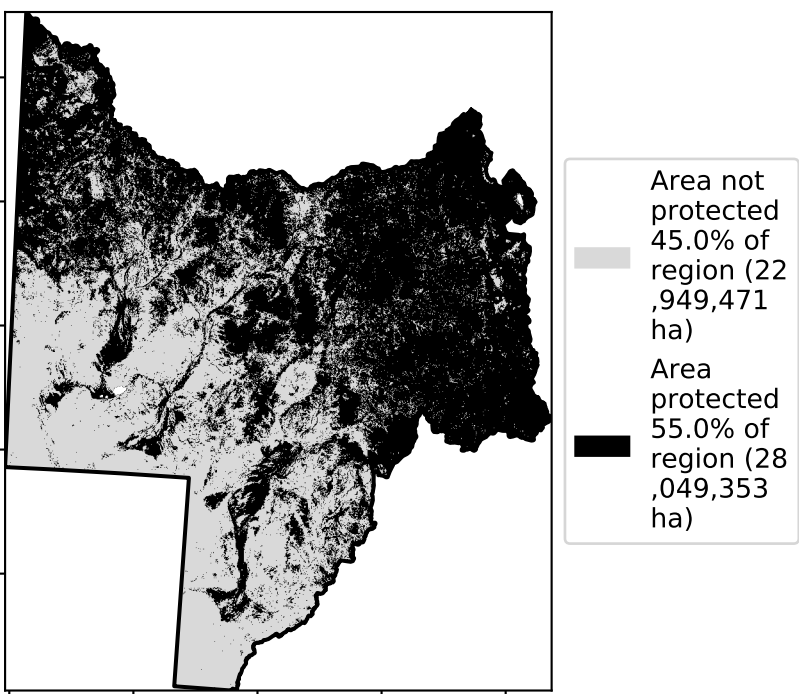 Area not
protected
45.0% of
region (22
,949,471
ha)
Area
protected
55.0% of
region (28
,049,353
ha)